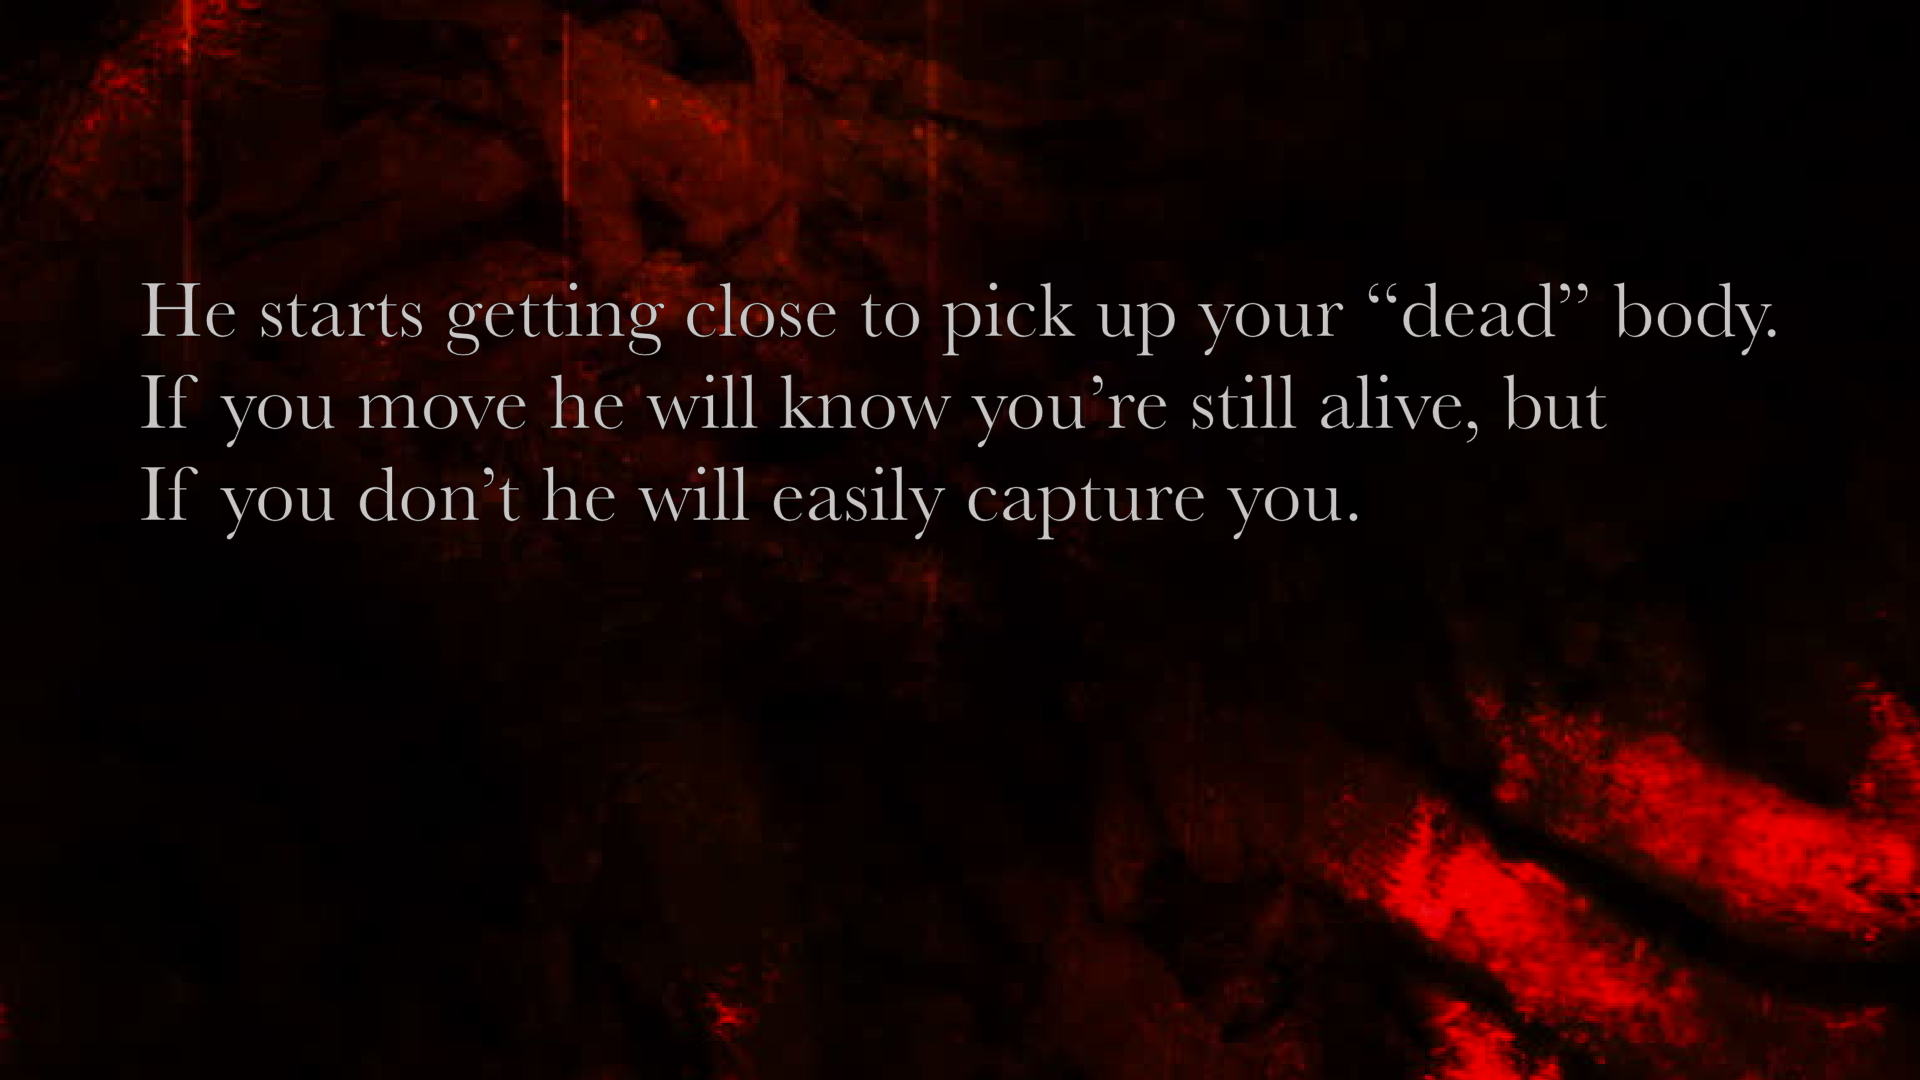 He starts getting close to pick up your “dead” body.
If you move he will know you’re still alive, but
If you don’t he will easily capture you.